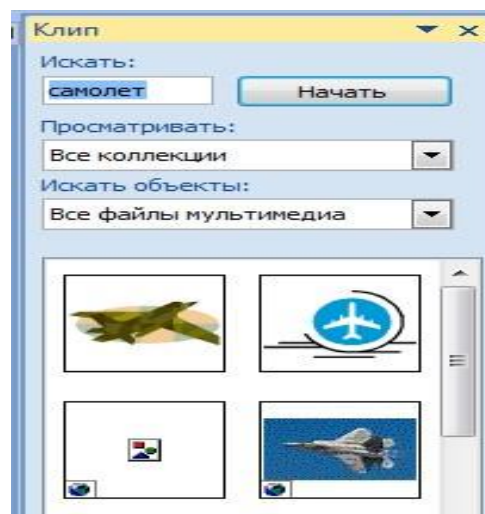 Клип
Искать:
самолет
Начать
Просматривать:
Все коллекции
Искать объекты:
Все файлы мультимедиа